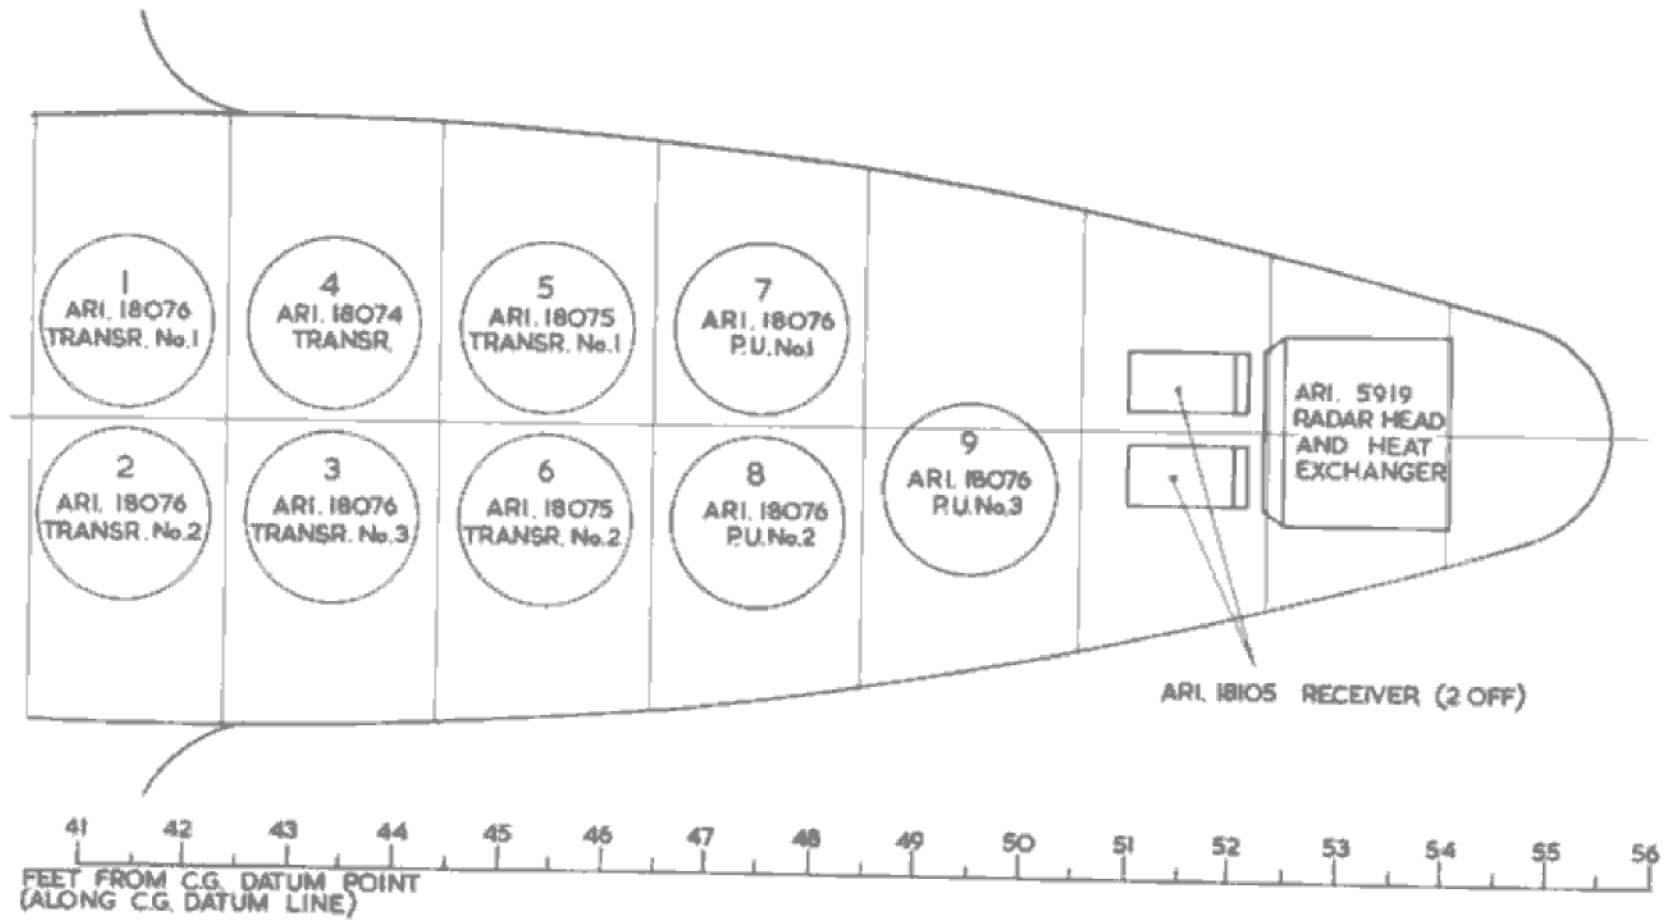 1
ARI. 18076
TRANSR. No.1
4
ARI. 18074
TRANSR.
5
ARI. 18075
TRANSR. No.1
7
ARI. 18076
P.U. No.1
2
ARI. 18076
TRANSR. No.2
3
ARI. 18076
TRANSR. No.3
6
ARI. 18075
TRANSR. No.2
8
ARI. 18076
P.U. No.2
9
ARI. 18076
P.U. No.3
ARI. 5919
RADAR HEAD
AND HEAT
EXCHANGER
ARI. 18105 RECEIVER (2 OFF)
41 42 43 44 45 46 47 48 49 50 51 52 53 54 55 56
FEET FROM C.G. DATUM POINT
(ALONG C.G. DATUM LINE)